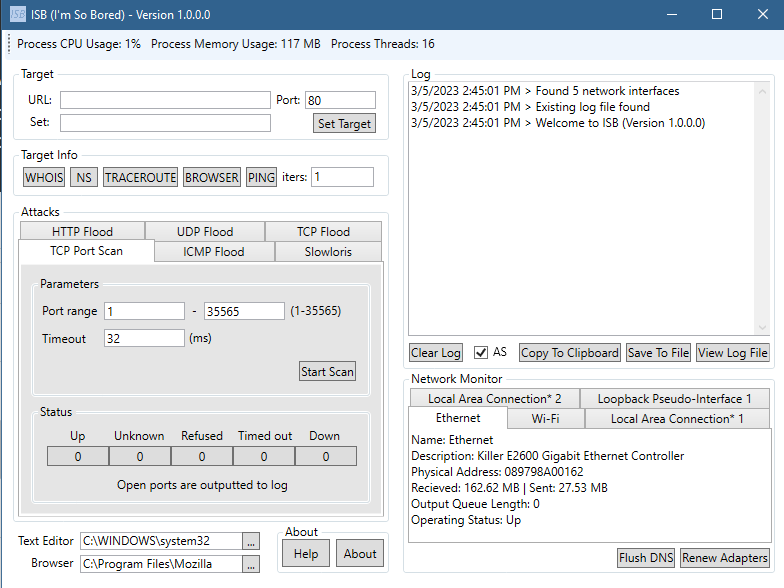 ISB ISB (I'm So Bored) - Version 1.0.0.0
Process CPU Usage: 1% Process Memory Usage: 117 MB Process Threads: 16
Target
URL: Port: 80
Set: Set Target
Target Info
WHOIS NS TRACEROUTE BROWSER PING iters: 1
Attacks
HTTP Flood UDP Flood TCP Flood
TCP Port Scan ICMP Flood Slowloris
Parameters
Port range 1 - 35565 (1-35565)
Timeout 32 (ms)
Start Scan
Status
Up Unknown Refused Timed out Down
0 0 0 0 0
Open ports are outputted to log
Text Editor C:\WINDOWS\system32 ...
Browser C:\Program Files\Mozilla ...
About
Help About
Log
3/5/2023 2:45:01 PM > Found 5 network interfaces
3/5/2023 2:45:01 PM > Existing log file found
3/5/2023 2:45:01 PM > Welcome to ISB (Version 1.0.0.0)
Clear Log AS Copy To Clipboard Save To File View Log File
Network Monitor
Local Area Connection* 2 Loopback Pseudo-Interface 1
Ethernet Wi-Fi Local Area Connection* 1
Name: Ethernet
Description: Killer E2600 Gigabit Ethernet Controller
Physical Address: 089798A00162
Recieved: 162.62 MB | Sent: 27.53 MB
Output Queue Length: 0
Operating Status: Up
Flush DNS Renew Adapters